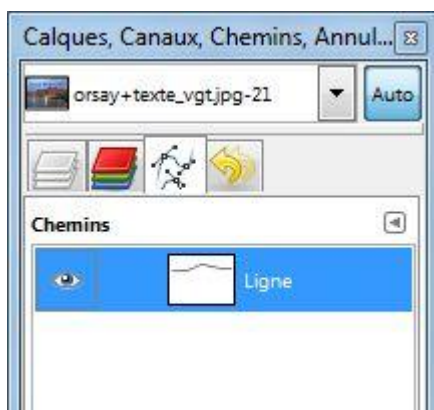 Calques, Canaux, Chemins, Annul...
orsay+texte_vgt.jpg-21
Auto
Chemins
Ligne